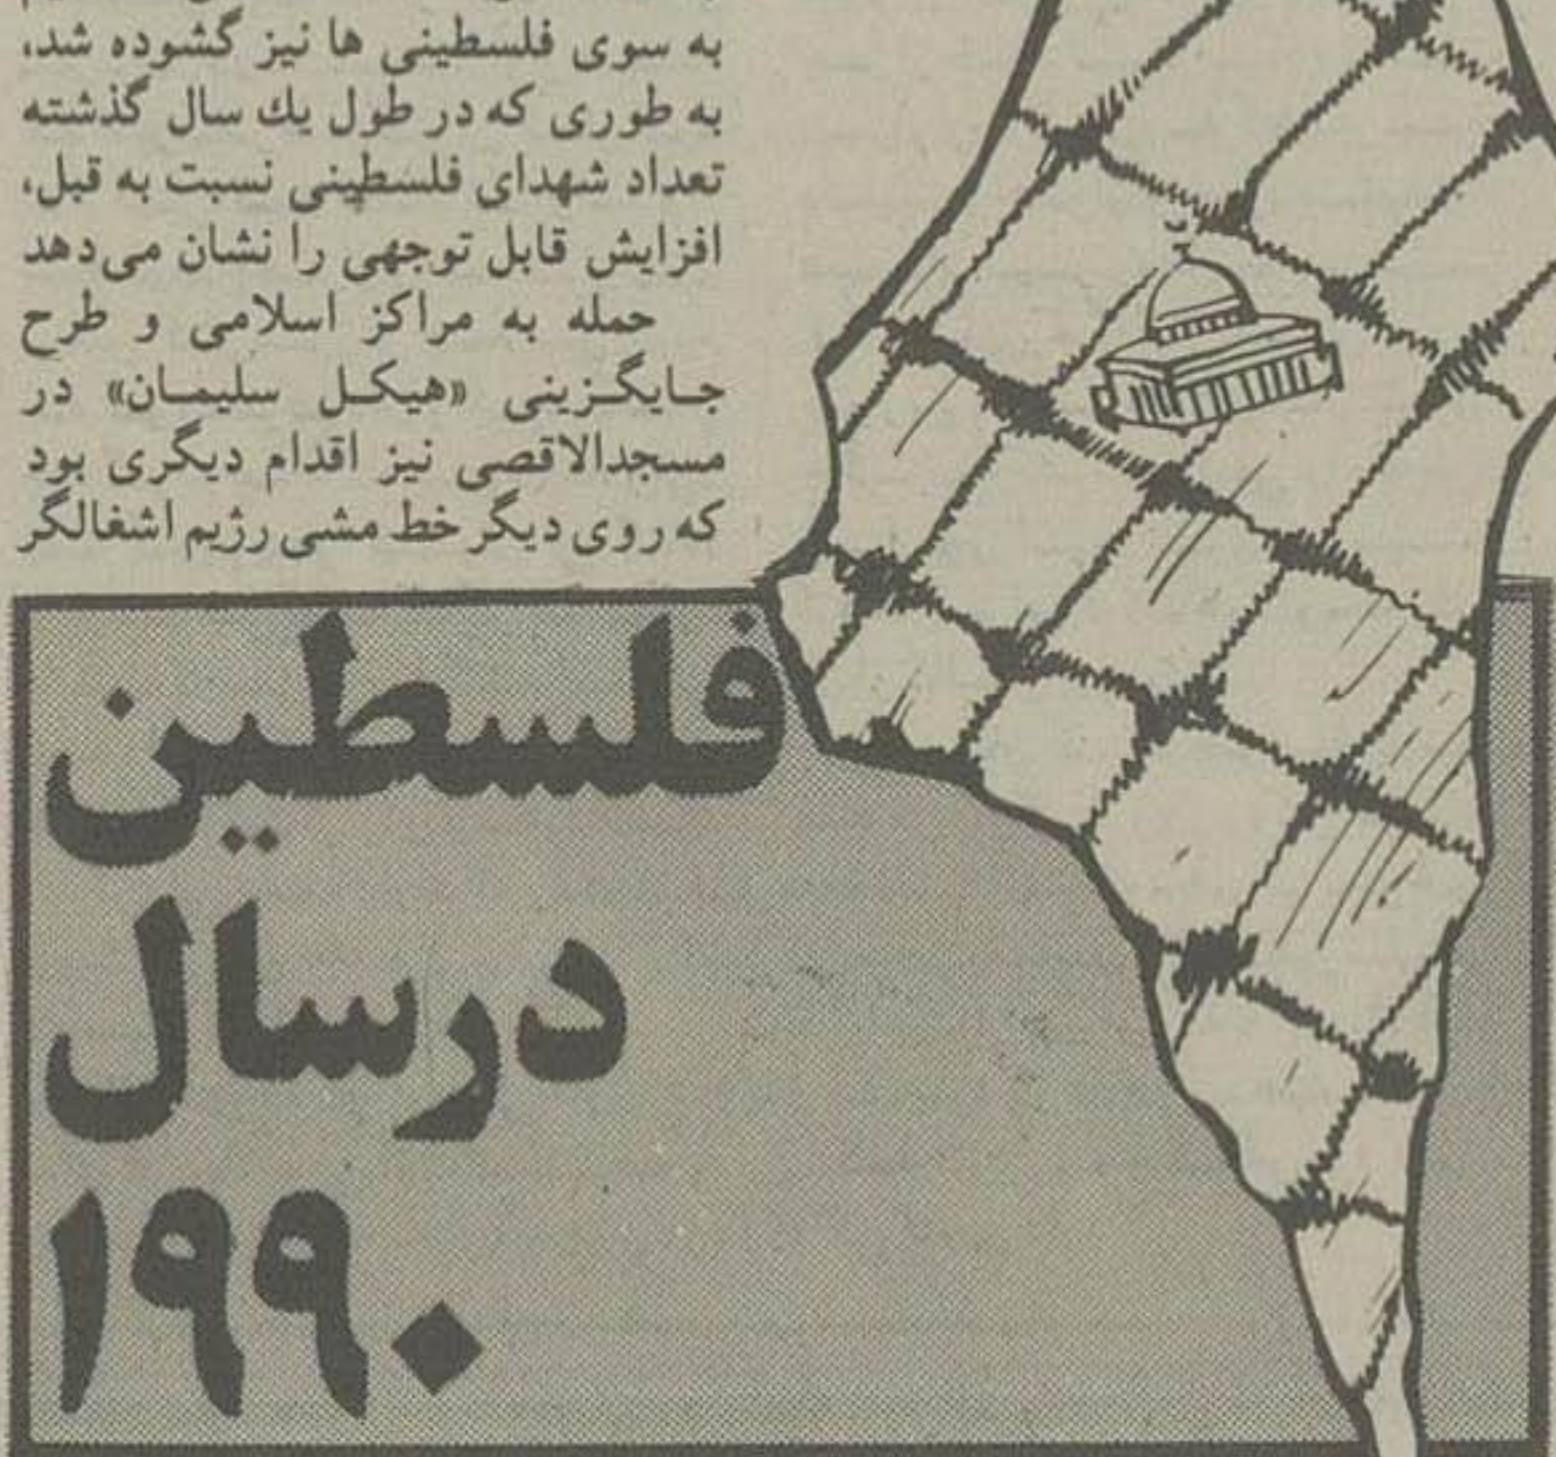 به سوی فلسطینی ها نیز گشوده شد،
به طوری که در طول یك سال گذشته
تعداد شهدای فلسطینی نسبت به قبل،
افزایش قابل توجهی را نشان می‌دهد
حمله به مراکز اسلامی و طرح
جایگزینی «هیکل سلیمان» در
مسجدالاقصی نیز اقدام دیگری بود
که روی دیگر خط مشی رژیم اشغالگر
فلسطین
درسال
۱۹۹۰